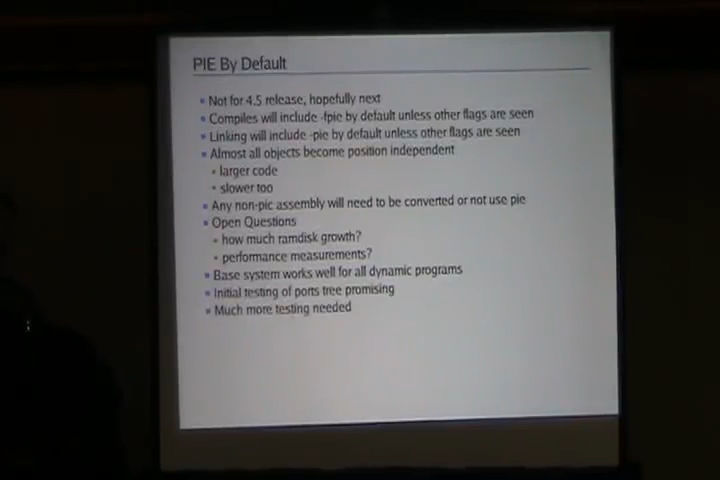 PIE By Default
Not for 4.5 release, hopefully next
Compiles will include -fpie by default unless other flags are seen
Linking will include -pie by default unless other flags are seen
Almost all objects become position independent
larger code
slower too
Any non-pic assembly will need to be converted or not use pie
Open Questions
how much ramdisk growth?
performance measurements?
Base system works well for all dynamic programs
Initial testing of ports tree promising
Much more testing needed